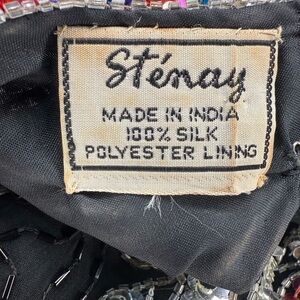 Sténay
MADE IN INDIA
100% SILK
POLYESTER LINING